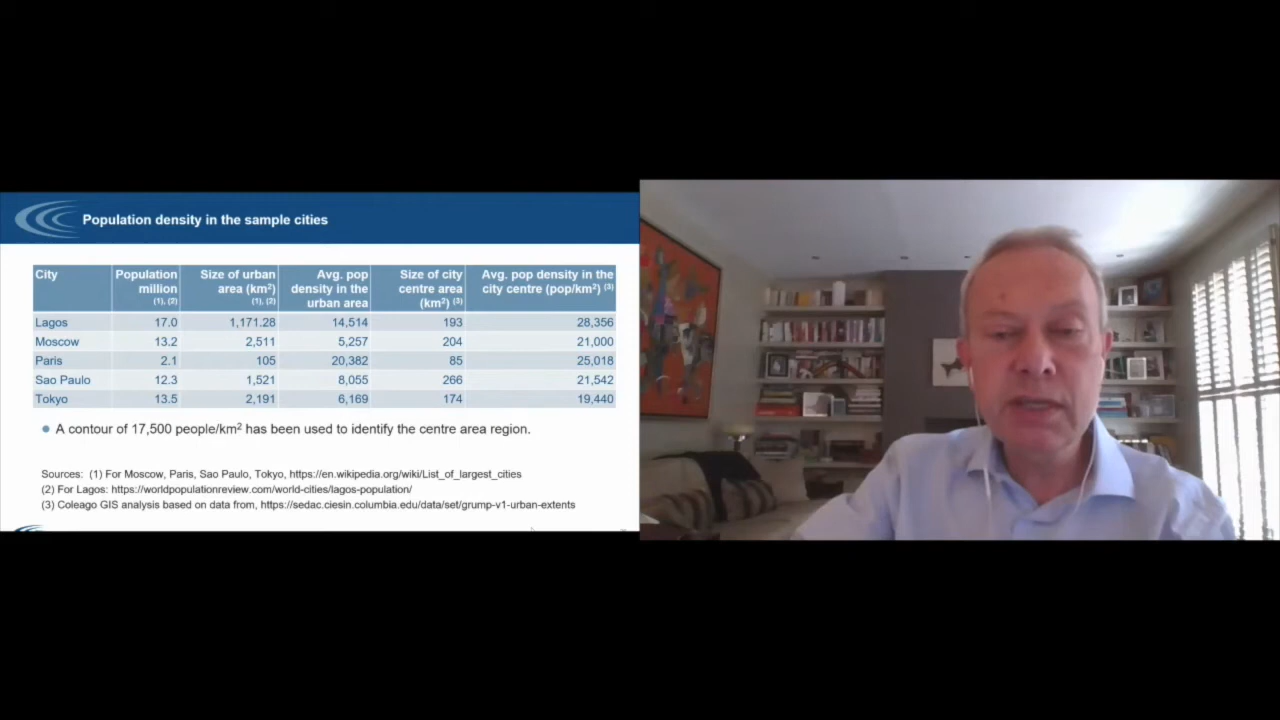 Population density in the sample cities
City Population million (1), (2) Size of urban area (km²) (1), (2) Avg. pop density in the urban area Size of city centre area (km²) (3) Avg. pop density in the city centre (pop/km²) (3)
Lagos 17.0 1,171.28 14,514 193 28,356
Moscow 13.2 2,511 5,257 204 21,000
Paris 2.1 105 20,382 85 25,018
Sao Paulo 12.3 1,521 8,055 266 21,542
Tokyo 13.5 2,191 6,169 174 19,440
A contour of 17,500 people/km² has been used to identify the centre area region.
Sources: (1) For Moscow, Paris, Sao Paulo, Tokyo, https://en.wikipedia.org/wiki/List_of_largest_cities
(2) For Lagos: https://worldpopulationreview.com/world-cities/lagos-population/
(3) Coleago GIS analysis based on data from, https://sedac.ciesin.columbia.edu/data/set/grump-v1-urban-extents